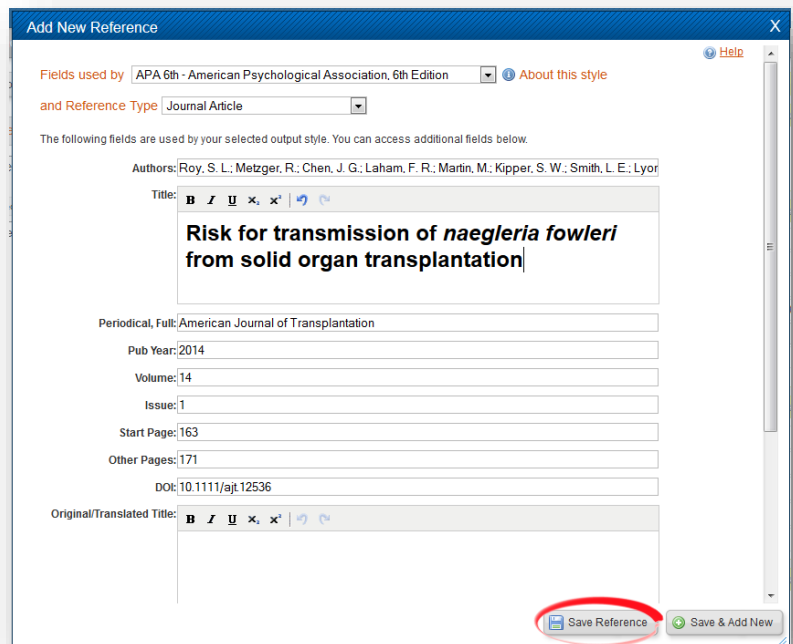 Add New Reference X
Help
Fields used by APA 6th - American Psychological Association, 6th Edition About this style
and Reference Type Journal Article
The following fields are used by your selected output style. You can access additional fields below.
Authors: Roy, S. L.; Metzger, R.; Chen, J. G.; Laham, F. R.; Martin, M.; Kipper, S. W.; Smith, L. E.; Lyor
Title:
B I U x₂ x²
Risk for transmission of naegleria fowleri
from solid organ transplantation
Periodical, Full: American Journal of Transplantation
Pub Year: 2014
Volume: 14
Issue: 1
Start Page: 163
Other Pages: 171
DOI: 10.1111/ajt.12536
Original/Translated Title:
B I U x₂ x²
Save Reference Save & Add New